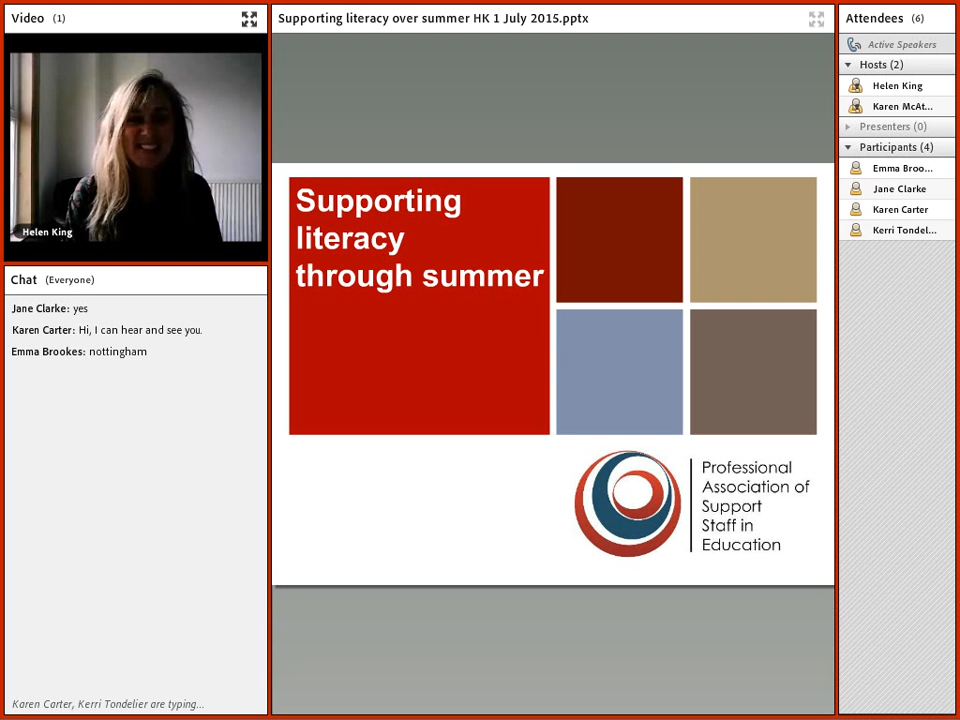 Video (1)
Helen King
Chat (Everyone)
Jane Clarke: yes
Karen Carter: Hi, I can hear and see you.
Emma Brookes: nottingham
Karen Carter, Kerri Tondelier are typing...
Supporting literacy over summer HK 1 July 2015.pptx
Supporting
literacy
through summer
Professional
Association of
Support
Staff in
Education
Attendees (6)
Active Speakers
Hosts (2)
Helen King
Karen McAt...
Presenters (0)
Participants (4)
Emma Broo...
Jane Clarke
Karen Carter
Kerri Tondel...